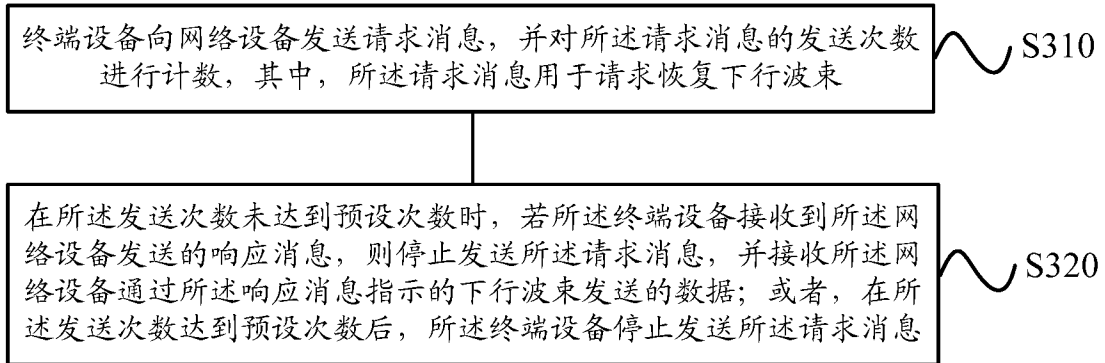 终端设备向网络设备发送请求消息，并对所述请求消息的发送次数
进行计数，其中，所述请求消息用于请求恢复下行波束
S310
在所述发送次数未达到预设次数时，若所述终端设备接收到所述网
络设备发送的响应消息，则停止发送所述请求消息，并接收所述网
络设备通过所述响应消息指示的下行波束发送的数据；或者，在所
述发送次数达到预设次数后，所述终端设备停止发送所述请求消息
S320